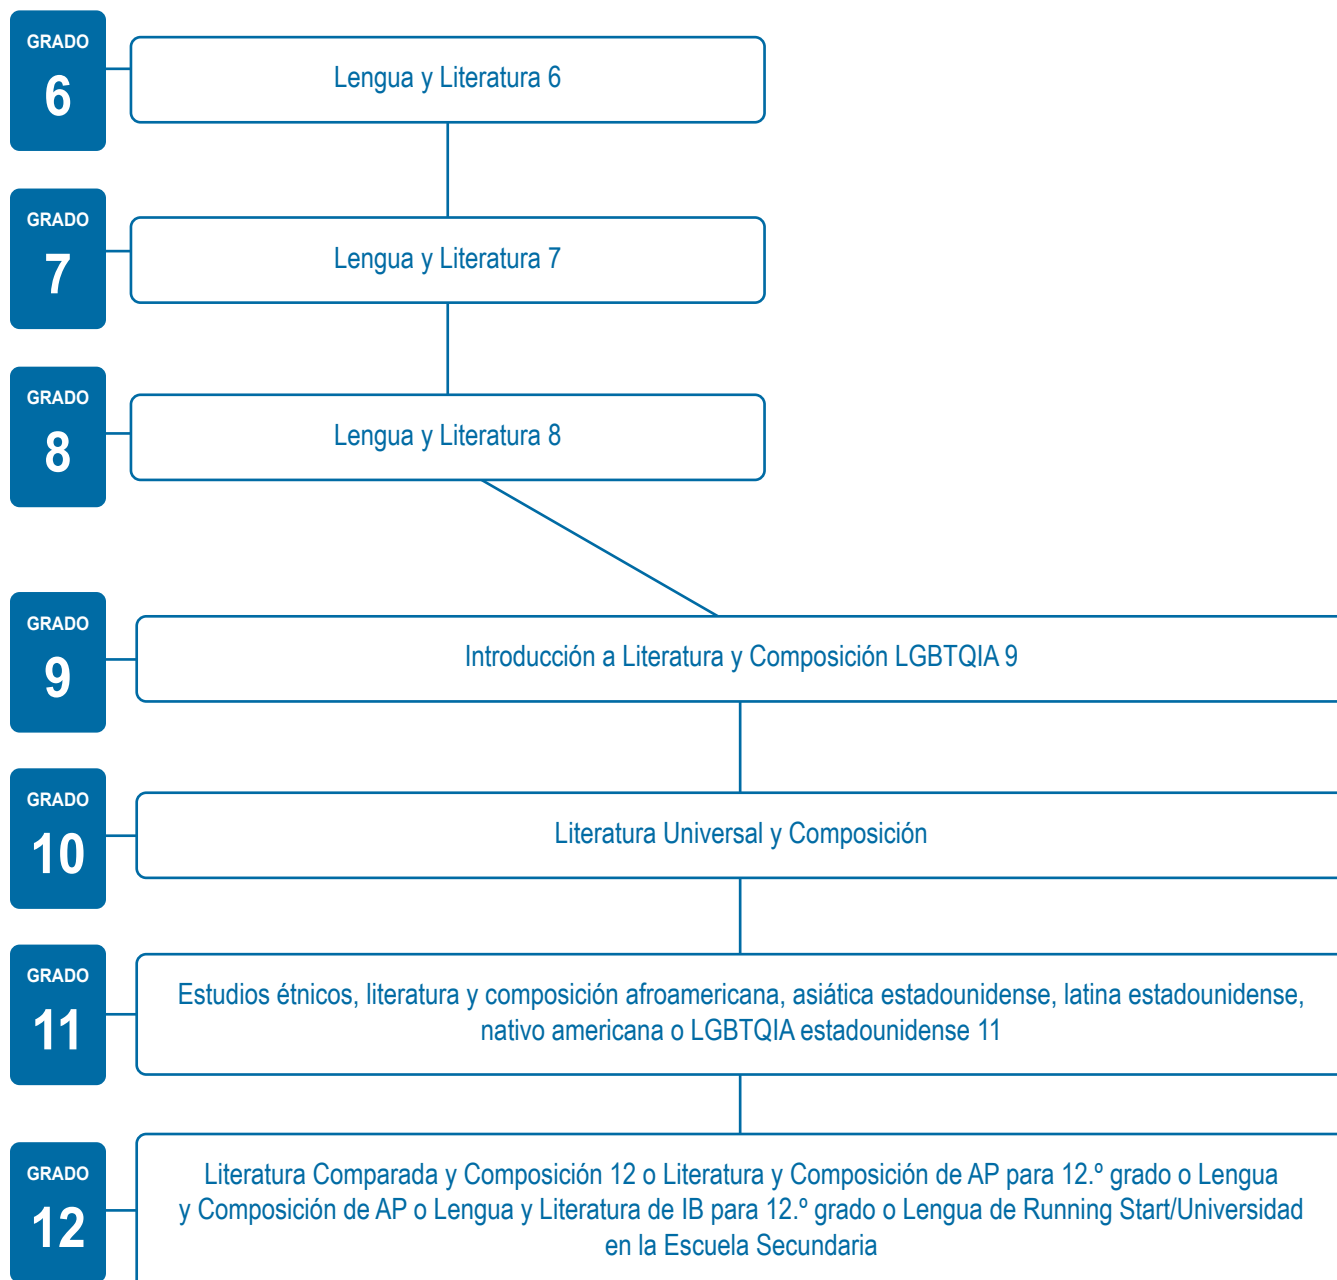 GRADO
6
Lengua y Literatura 6
GRADO
7
Lengua y Literatura 7
GRADO
8
Lengua y Literatura 8
GRADO
9
Introducción a Literatura y Composición LGBTQIA 9
GRADO
10
Literatura Universal y Composición
GRADO
11
Estudios étnicos, literatura y composición afroamericana, asiática estadounidense, latina estadounidense,
nativo americana o LGBTQIA estadounidense 11
GRADO
12
Literatura Comparada y Composición 12 o Literatura y Composición de AP para 12.º grado o Lengua
y Composición de AP o Lengua y Literatura de IB para 12.º grado o Lengua de Running Start/Universidad
en la Escuela Secundaria